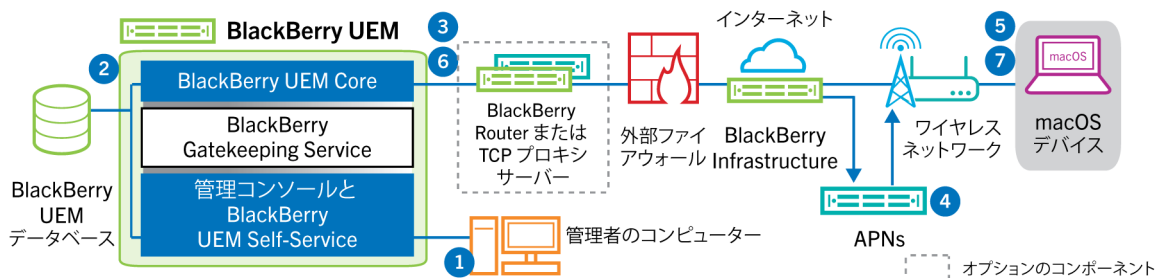 BlackBerry UEM
インターネット
3
5
2
6
7
macOS
BlackBerry UEM Core
BlackBerry
Gatekeeping Service
BlackBerry
Router または
TCP プロキシ
サーバー
外部ファイ
アウォール
BlackBerry
Infrastructure
ワイヤレス
ネットワーク
macOS
デバイス
BlackBerry
UEM
データベース
管理コンソールと
BlackBerry
UEM Self-Service
4
APNs
1
管理者のコンピューター
オプションのコンポーネント